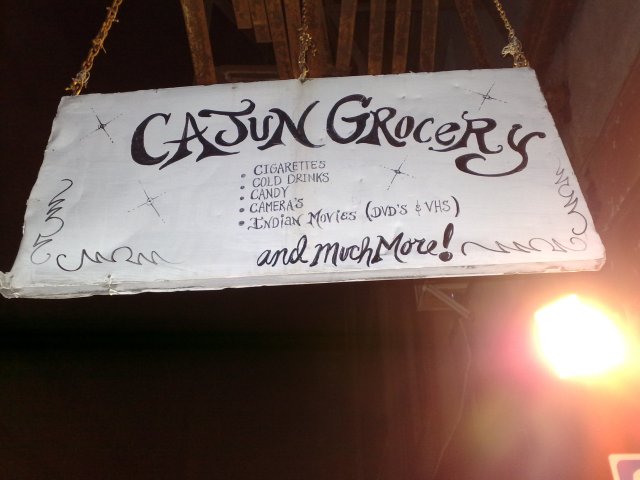 CAJUN GROCERY
• CIGARETTES
• COLD DRINKS
• CANDY
• CAMERA'S
• INDIAN MOVIES (DVD'S & VHS)
and much More!